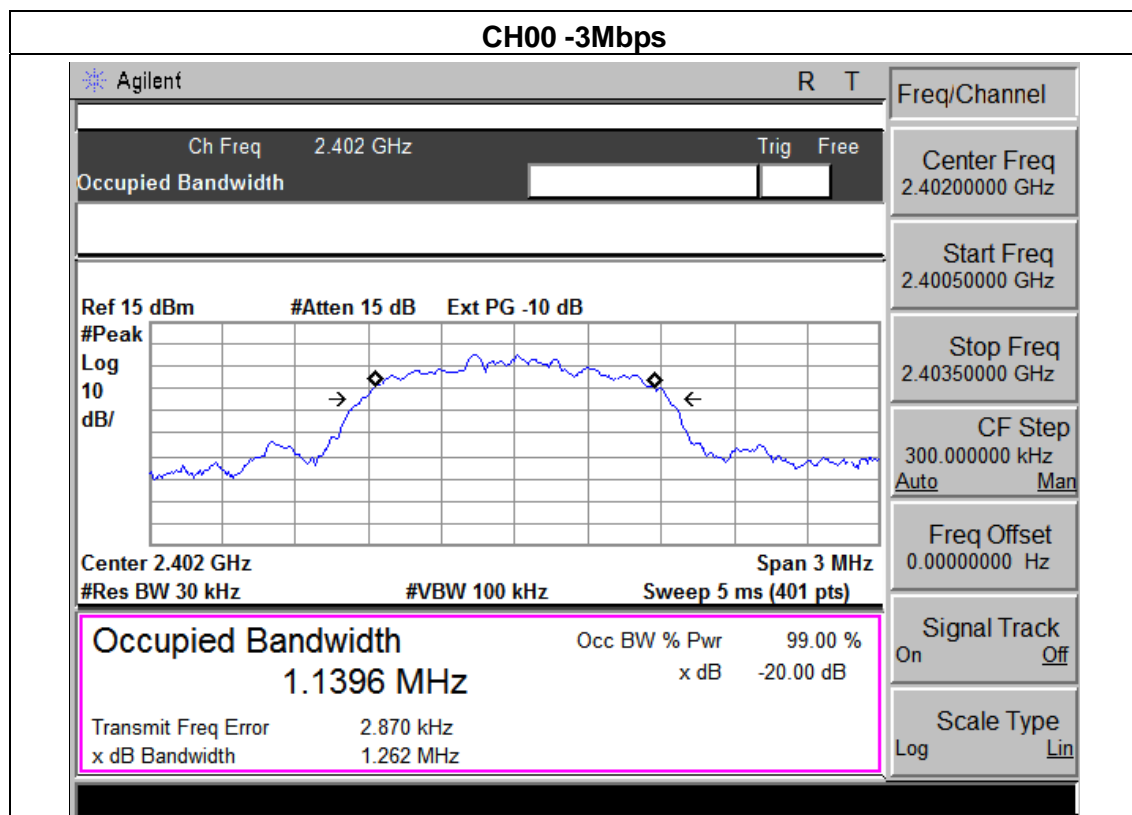 CH00 -3Mbps
Agilent R T
Ch Freq 2.402 GHz Trig Free
Occupied Bandwidth
Ref 15 dBm #Atten 15 dB Ext PG -10 dB
#Peak
Log
10
dB/
Center 2.402 GHz Span 3 MHz
#Res BW 30 kHz #VBW 100 kHz Sweep 5 ms (401 pts)
Occupied Bandwidth Occ BW % Pwr 99.00 %
1.1396 MHz x dB -20.00 dB
Transmit Freq Error 2.870 kHz
x dB Bandwidth 1.262 MHz
Freq/Channel
Center Freq
2.40200000 GHz
Start Freq
2.40050000 GHz
Stop Freq
2.40350000 GHz
CF Step
300.000000 kHz
Auto Man
Freq Offset
0.00000000 Hz
Signal Track
On Off
Scale Type
Log Lin